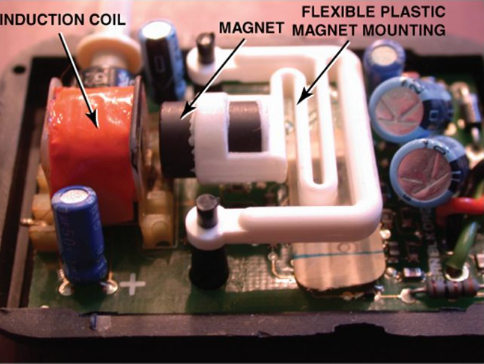 INDUCTION COIL
MAGNET
FLEXIBLE PLASTIC
MAGNET MOUNTING
+